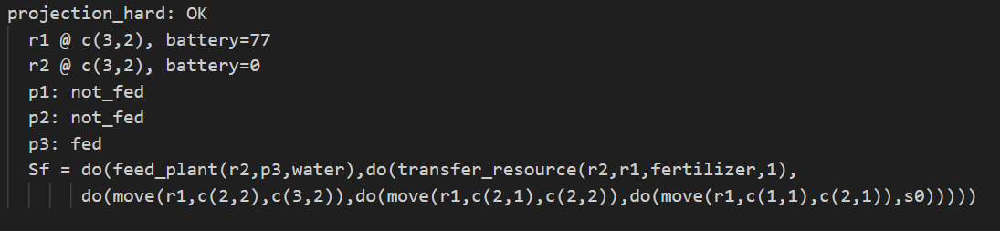 projection_hard: OK
r1 @ c(3,2), battery=77
r2 @ c(3,2), battery=0
p1: not_fed
p2: not_fed
p3: fed
Sf = do(feed_plant(r2,p3,water),do(transfer_resource(r2,r1,fertilizer,1),
do(move(r1,c(2,2),c(3,2)),do(move(r1,c(2,1),c(2,2)),do(move(r1,c(1,1),c(2,1)),s0)))))